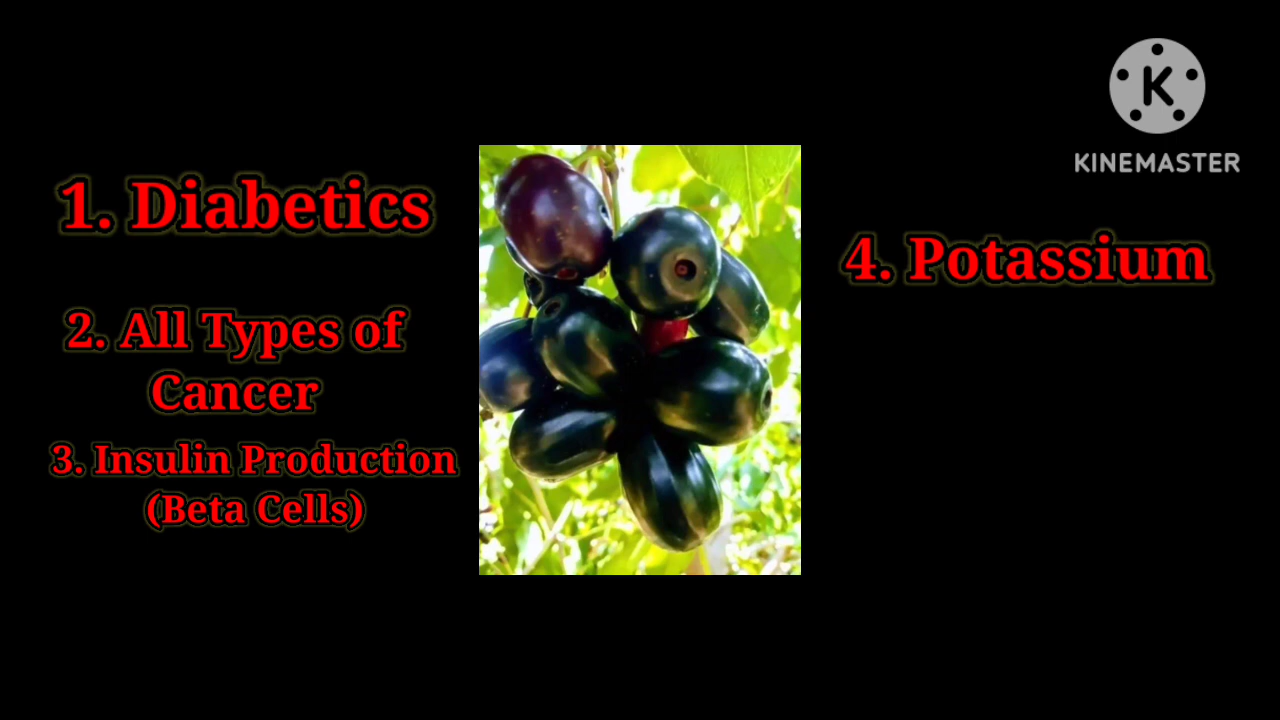 1. Diabetics
2. All Types of
Cancer
3. Insulin Production
(Beta Cells)
4. Potassium
K
KINEMASTER